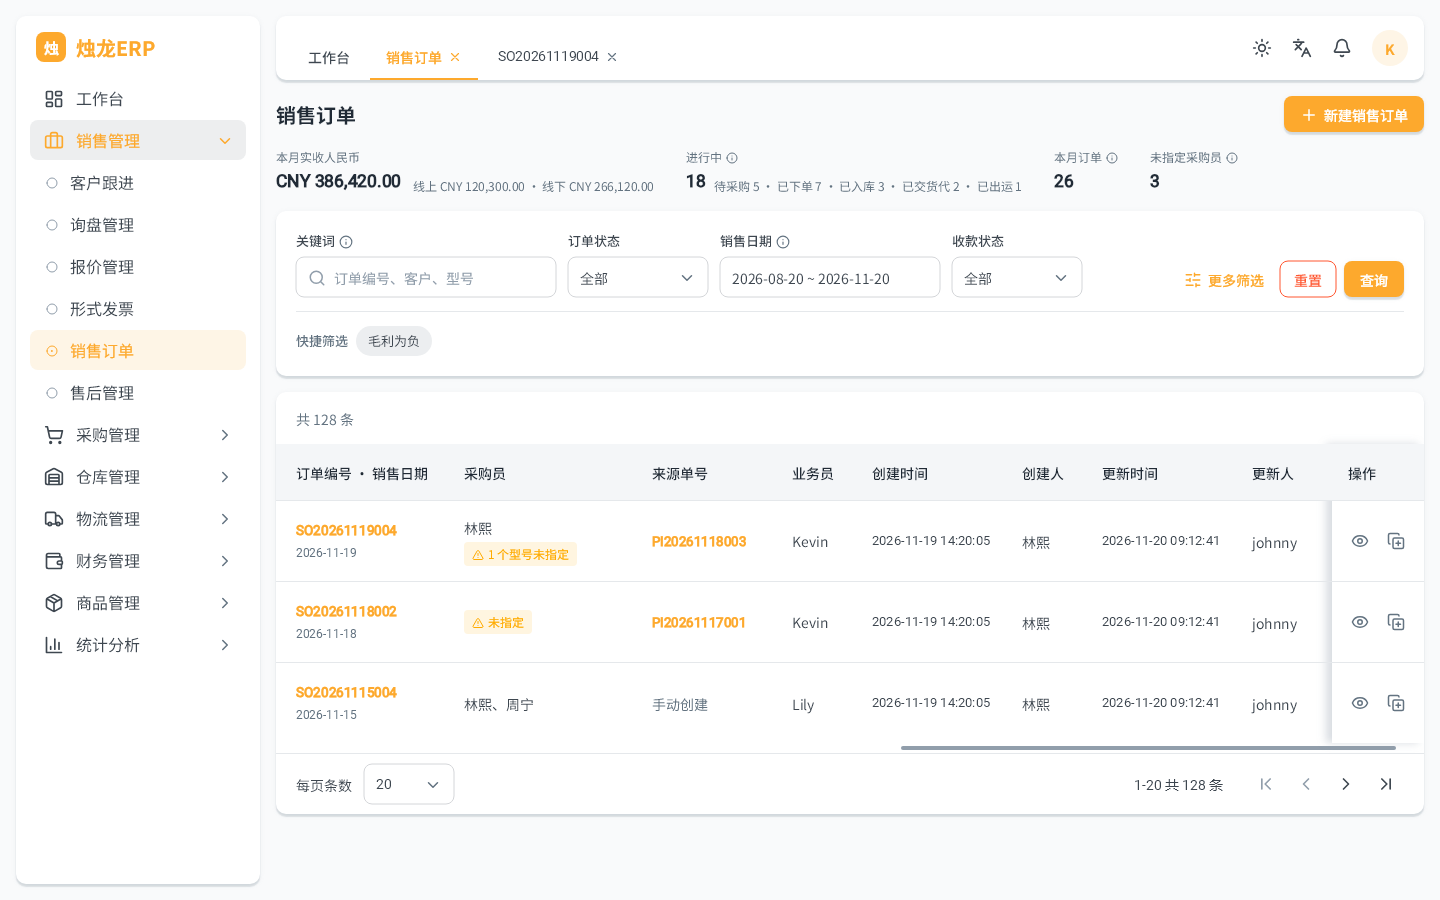 烛 烛龙ERP
工作台
销售管理
客户跟进
询盘管理
报价管理
形式发票
销售订单
售后管理
采购管理
仓库管理
物流管理
财务管理
商品管理
统计分析
工作台 销售订单 SO20261119004
K
销售订单
新建销售订单
本月实收人民币
CNY 386,420.00 线上 CNY 120,300.00 · 线下 CNY 266,120.00
进行中
18 待采购 5 · 已下单 7 · 已入库 3 · 已交货代 2 · 已出运 1
本月订单
26
未指定采购员
3
关键词 订单状态 销售日期 收款状态
订单编号、客户、型号 全部 2026-08-20 ~ 2026-11-20 全部 更多筛选 重置 查询
快捷筛选 毛利为负
共 128 条
订单编号 · 销售日期 采购员 来源单号 业务员 创建时间 创建人 更新时间 更新人 操作
SO20261119004
2026-11-19
林熙
1 个型号未指定
PI20261118003 Kevin 2026-11-19 14:20:05 林熙 2026-11-20 09:12:41 johnny
SO20261118002
2026-11-18
未指定
PI20261117001 Kevin 2026-11-19 14:20:05 林熙 2026-11-20 09:12:41 johnny
SO20261115004
2026-11-15
林熙、周宁 手动创建 Lily 2026-11-19 14:20:05 林熙 2026-11-20 09:12:41 johnny
每页条数 20 1-20 共 128 条